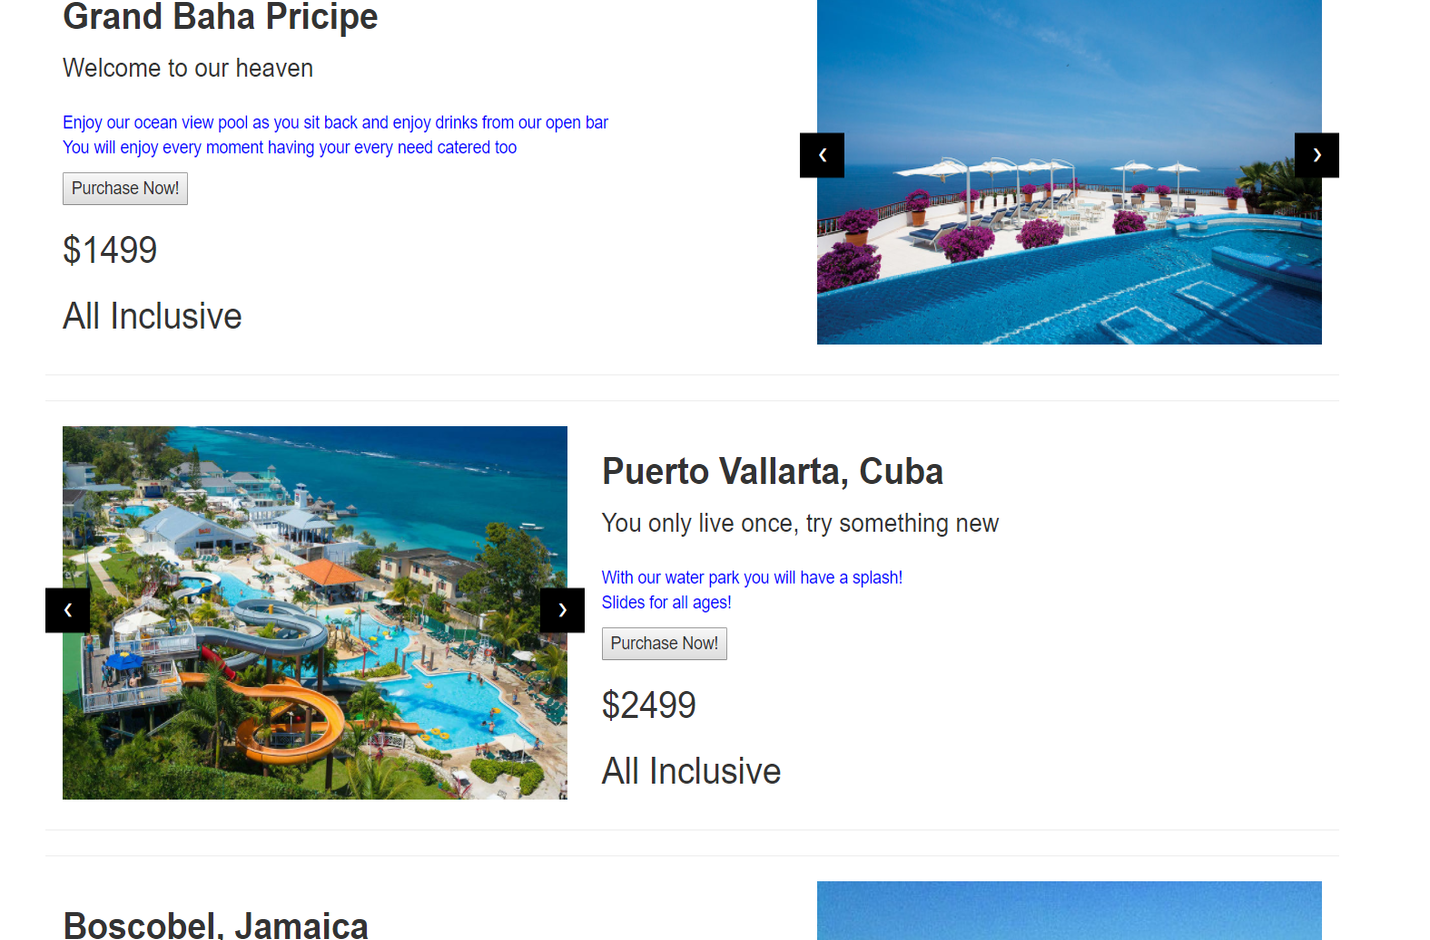 Grand Baha Pricipe
Welcome to our heaven
Enjoy our ocean view pool as you sit back and enjoy drinks from our open bar
You will enjoy every moment having your every need catered too
Purchase Now!
$1499
All Inclusive
❮
❯
❮
❯
Puerto Vallarta, Cuba
You only live once, try something new
With our water park you will have a splash!
Slides for all ages!
Purchase Now!
$2499
All Inclusive
Boscobel, Jamaica